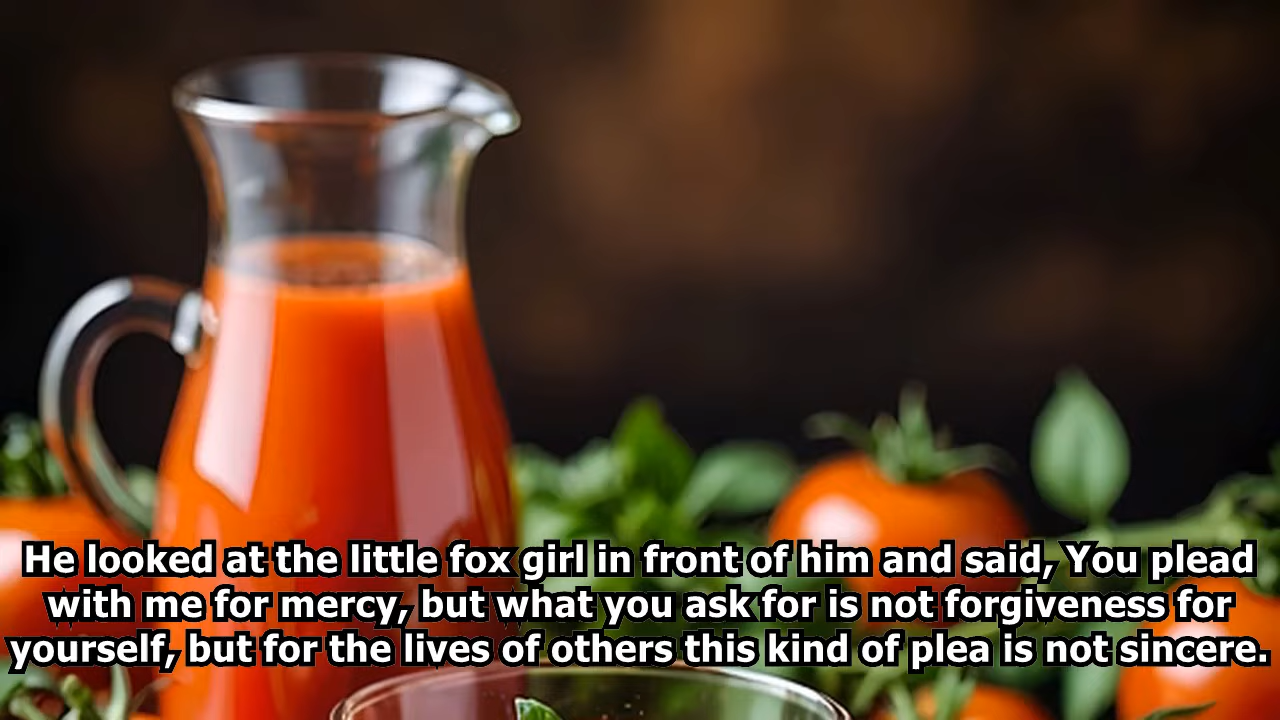 He looked at the little fox girl in front of him and said, You plead
with me for mercy, but what you ask for is not forgiveness for
yourself, but for the lives of others this kind of plea is not sincere.